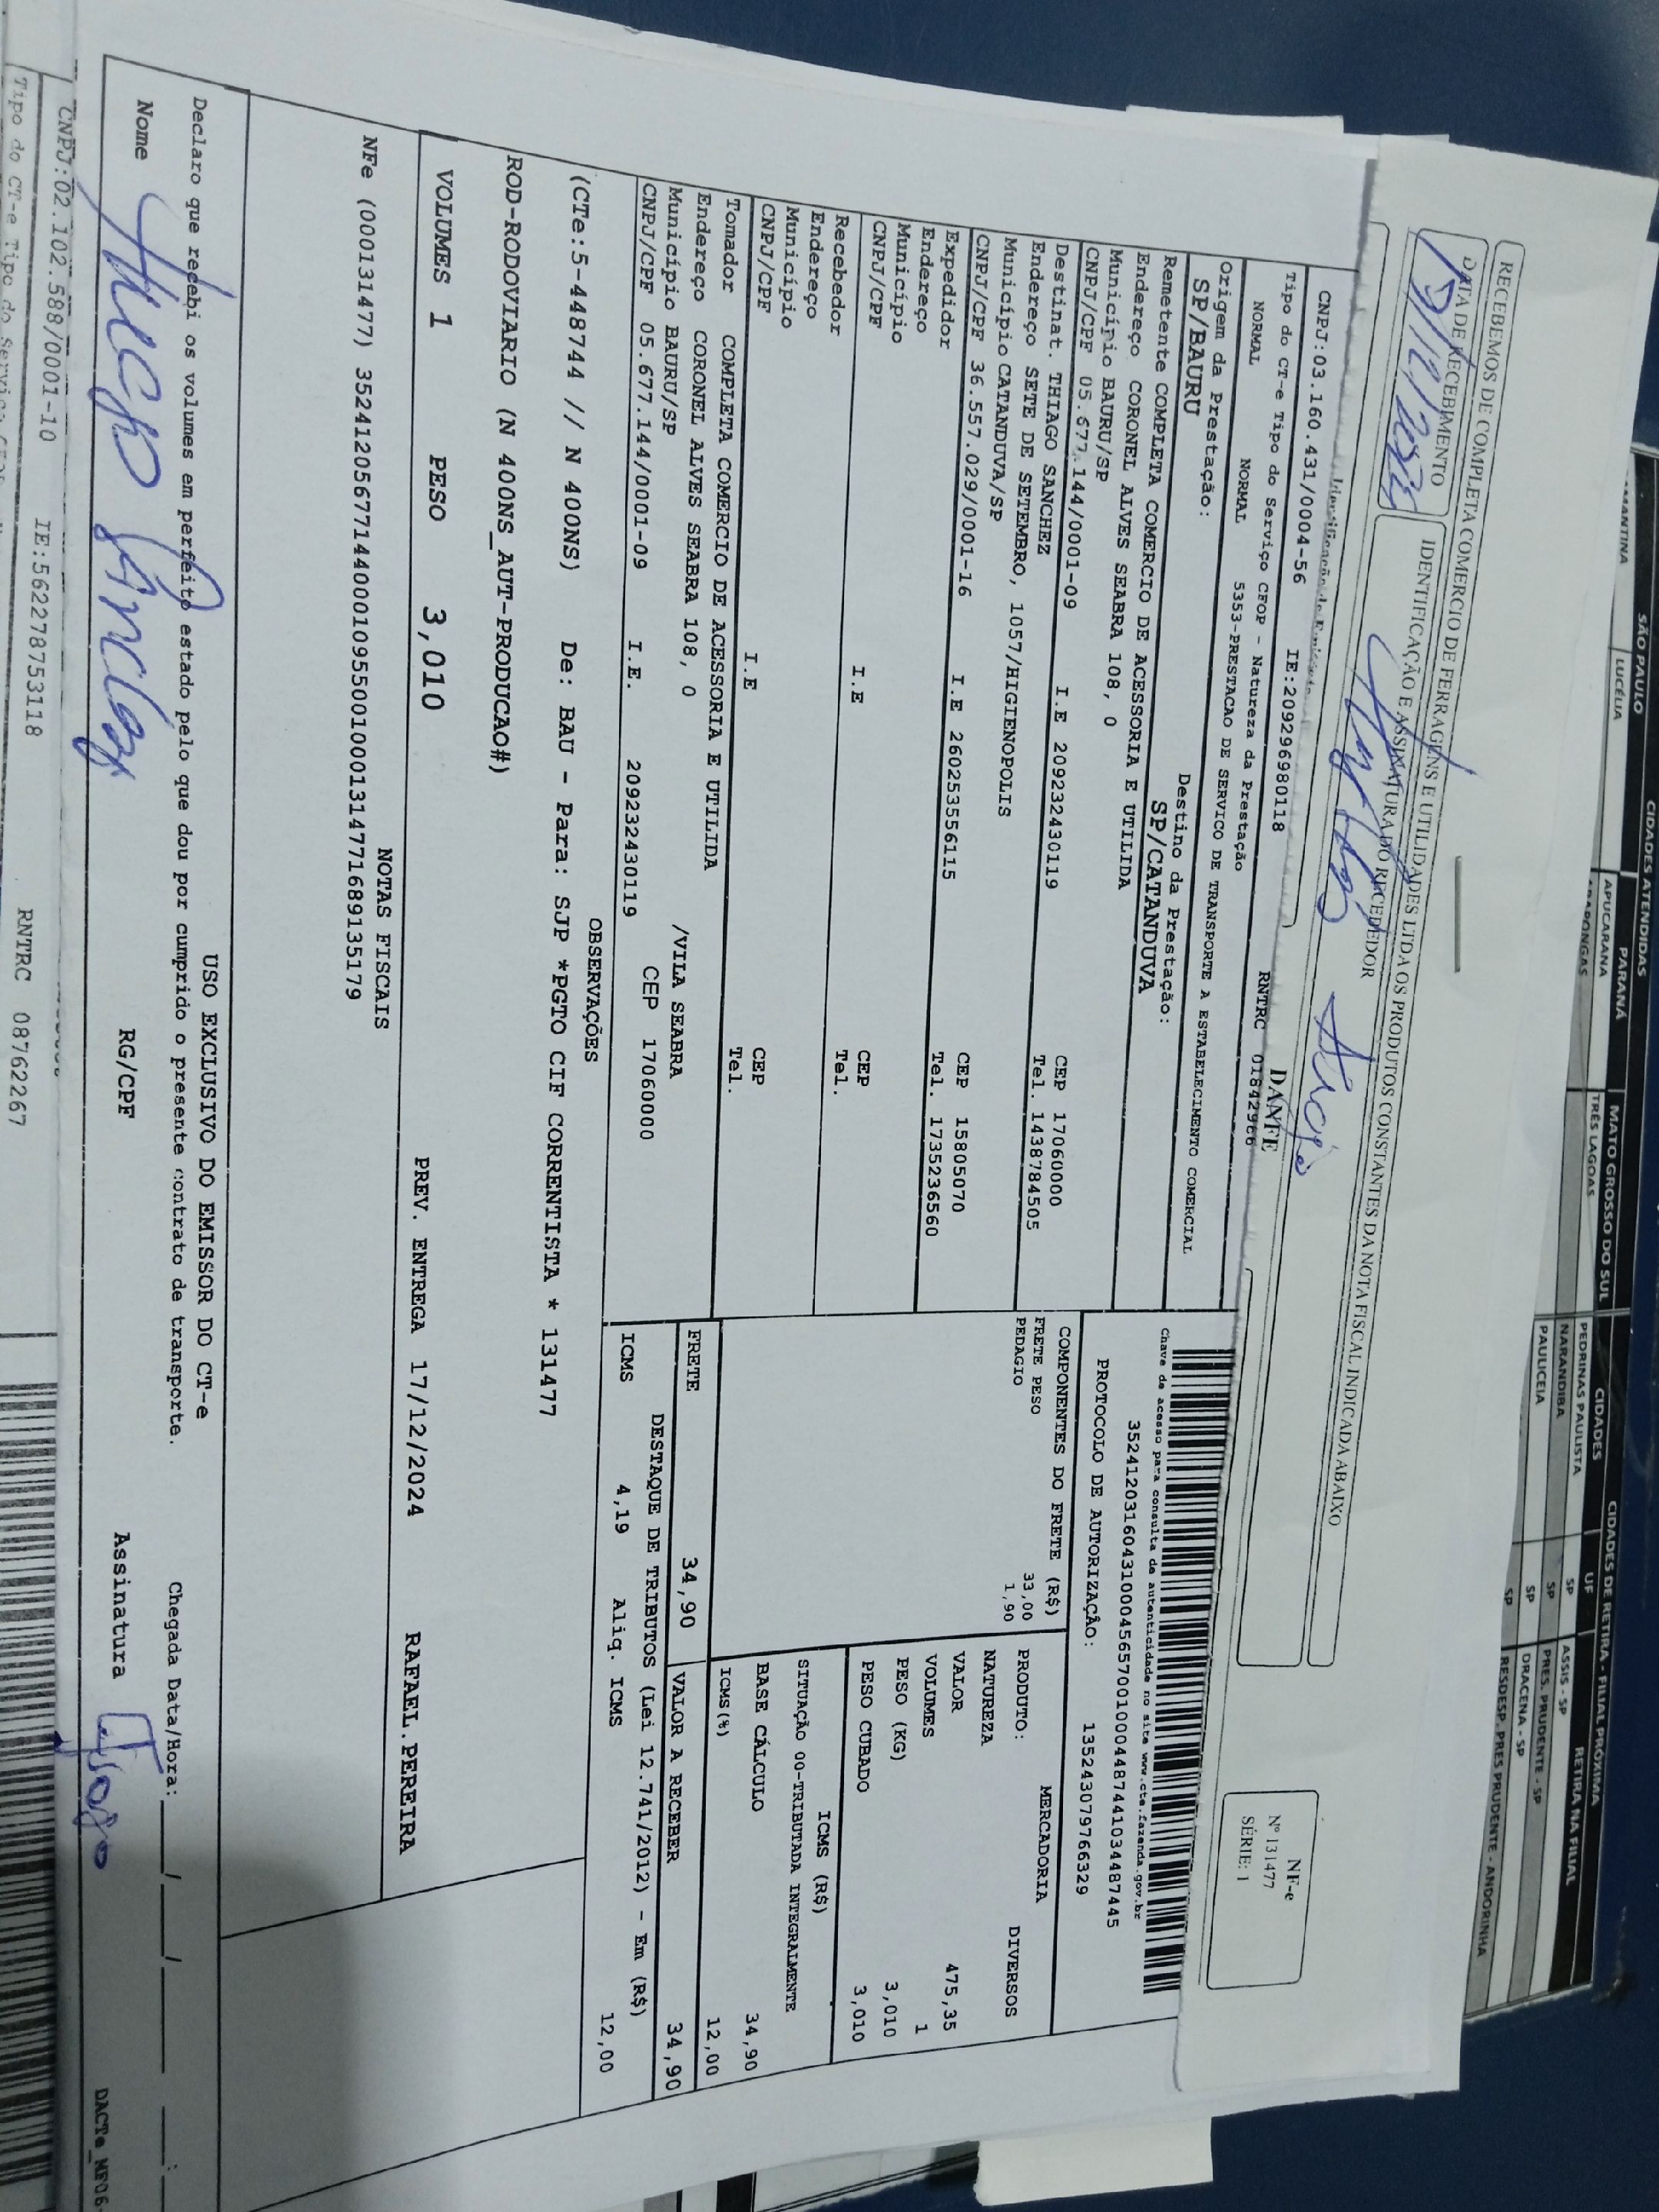 CIDADES ATENDIDAS
CIDADES DE RETIRA - FILIAL PRÓXIMA
SÃO PAULO
PARANÁ
MATO GROSSO DO SUL
CIDADES
UF
RETIRA NA FILIAL
LUCÉLIA
APUCARANA
TRÊS LAGOAS
PEDRINAS PAULISTA
SP
ASSIS - SP
NARANDIBA
SP
PRES. PRUDENTE - SP
PAULICEIA
SP
DRACENA - SP
SP
RESDESP. PRES PRUDENTE - ANDORINHA
RECEBEMOS DE COMPLETA COMERCIO DE FERRAGENS E UTILIDADES LTDA OS PRODUTOS CONSTANTES DA NOTA FISCAL INDICADA ABAIXO
DATA DE RECEBIMENTO
IDENTIFICAÇÃO E ASSINATURA DO RECEDEDOR
NF-e
Nº 131477
SÉRIE: 1
DANFE
CNPJ:03.160.431/0004-56 IE:209296980118 RNTRC 01842966
Tipo do CT-e Tipo do Serviço CFOP - Natureza da Prestação
NORMAL NORMAL 5353-PRESTACAO DE SERVICO DE TRANSPORTE A ESTABELECIMENTO COMERCIAL
Origem da Prestação: Destino da Prestação:
SP/BAURU SP/CATANDUVA
Remetente COMPLETA COMERCIO DE ACESSORIA E UTILIDA
Endereço CORONEL ALVES SEABRA 108, 0
Município BAURU/SP CEP 17060000
CNPJ/CPF 05.677.144/0001-09 I.E 209232430119 Tel. 1438784505
Destinat. THIAGO SANCHEZ
Endereço SETE DE SETEMBRO, 1057/HIGIENOPOLIS
Município CATANDUVA/SP CEP 15805070
CNPJ/CPF 36.557.029/0001-16 I.E 260253556115 Tel. 1735236560
Expedidor
Endereço
Município CEP
CNPJ/CPF I.E Tel.
Recebedor
Endereço
Município CEP
CNPJ/CPF I.E Tel.
Tomador COMPLETA COMERCIO DE ACESSORIA E UTILIDA
Endereço CORONEL ALVES SEABRA 108, 0 /VILA SEABRA
Município BAURU/SP CEP 17060000
CNPJ/CPF 05.677.144/0001-09 I.E. 209232430119
Chave de acesso para consulta de autenticidade no site www.cte.fazenda.gov.br
35241203160431000456570010004487441034487445
PROTOCOLO DE AUTORIZAÇÃO: 135243079766329
COMPONENTES DO FRETE (R$)
FRETE PESO 33,00
PEDAGIO 1,90
MERCADORIA
PRODUTO: DIVERSOS
NATUREZA
VALOR 475,35
VOLUMES 1
PESO (KG) 3,010
PESO CUBADO 3,010
ICMS (R$)
SITUAÇÃO 00-TRIBUTADA INTEGRALMENTE
BASE CÁLCULO 34,90
ICMS(%) 12,00
FRETE 34,90 VALOR A RECEBER 34,90
DESTAQUE DE TRIBUTOS (Lei 12.741/2012) - Em (R$)
ICMS 4,19 Aliq. ICMS 12,00
OBSERVAÇÕES
(CTe:5-448744 // N 400NS) De: BAU - Para: SJP *PGTO CIF CORRENTISTA * 131477
ROD-RODOVIARIO (N 400NS_AUT-PRODUCAO#)
VOLUMES 1 PESO 3,010 PREV. ENTREGA 17/12/2024 RAFAEL.PEREIRA
NOTAS FISCAIS
NFe (000131477) 35241205677144000109550010001314771689135179
USO EXCLUSIVO DO EMISSOR DO CT-e
Declaro que recebi os volumes em perfeito estado pelo que dou por cumprido o presente contrato de transporte.
Chegada Data/Hora: ___/___/_____ ___:___
Nome RG/CPF Assinatura
CNPJ:02.102.588/0001-10 IE:562278753118 RNTRC 08762267
Tipo do CT-e Tipo do Serviço